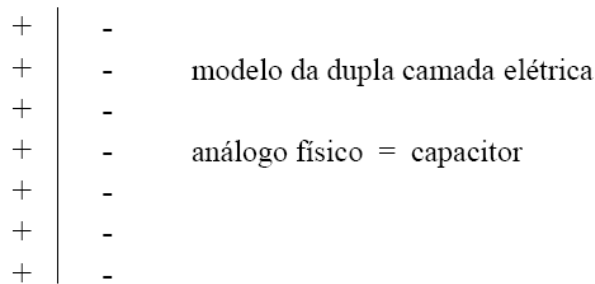 + -
+ - modelo da dupla camada elétrica
+ -
+ - análogo físico = capacitor
+ -
+ -
+ -